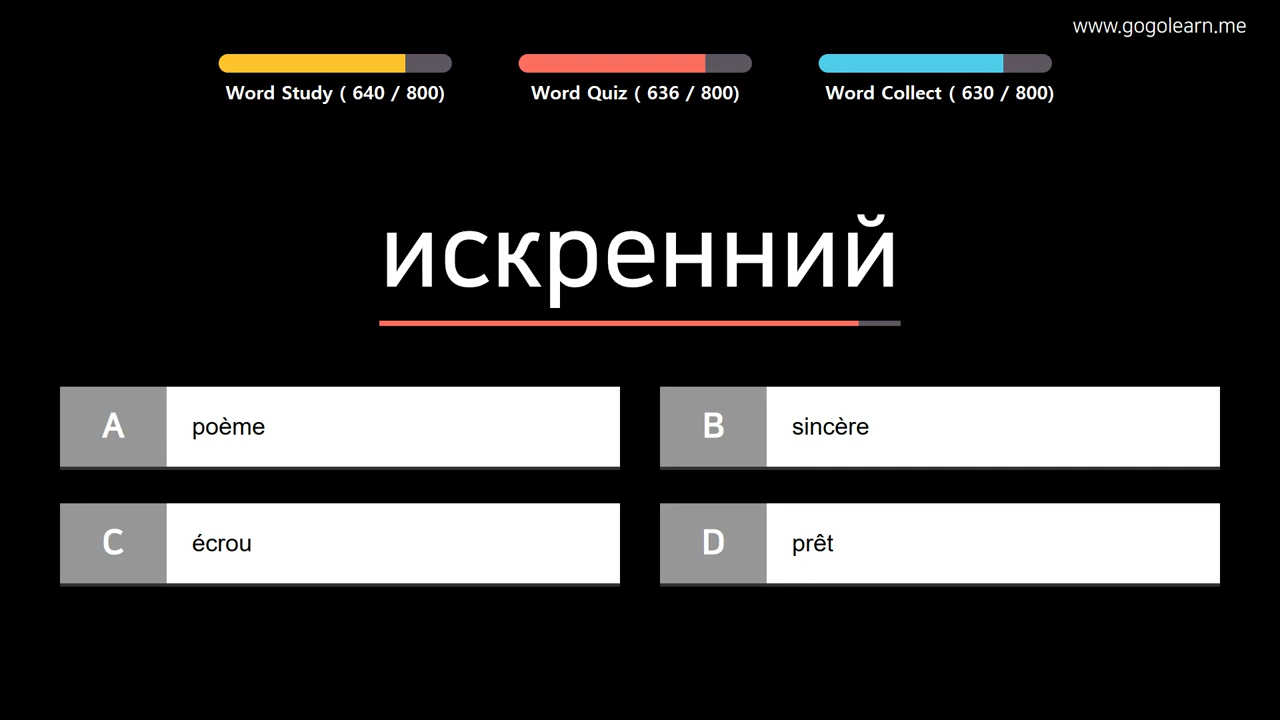 www.gogolearn.me
Word Study ( 640 / 800)
Word Quiz ( 636 / 800)
Word Collect ( 630 / 800)
искренний
A poème
B sincère
C écrou
D prêt